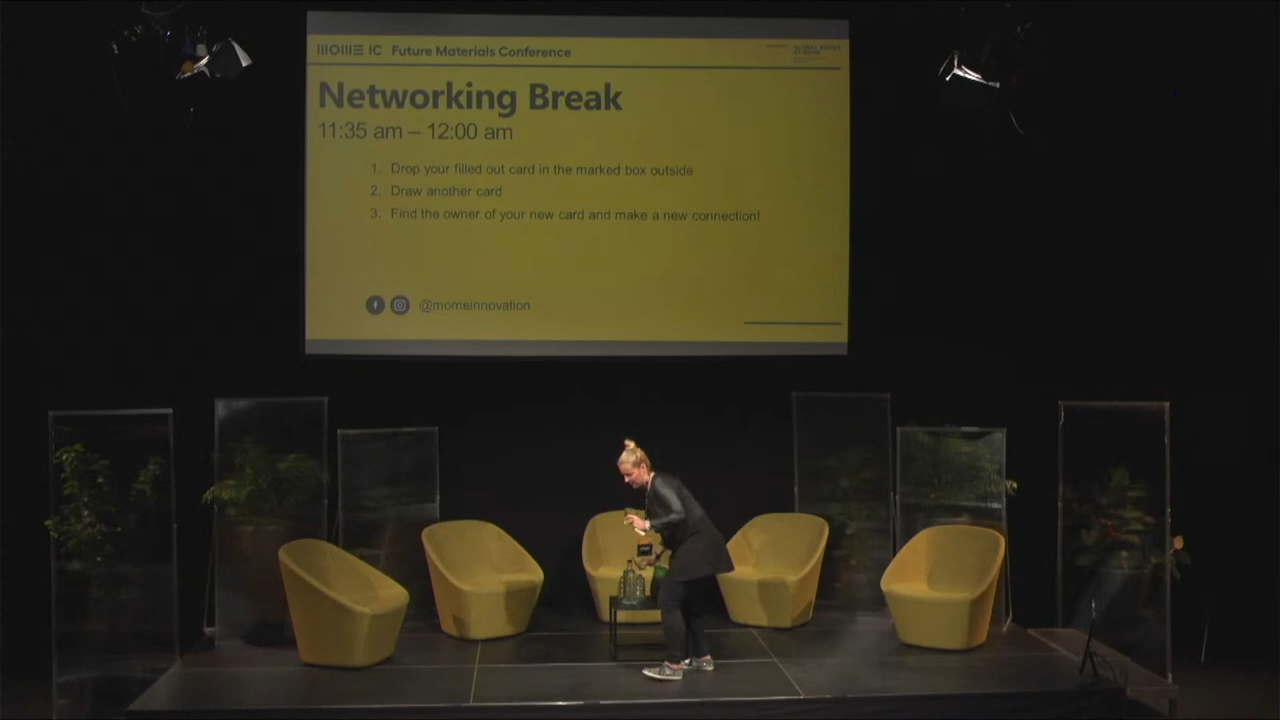 MOME IC Future Materials Conference
Networking Break
11:35 am – 12:00 am
1. Drop your filled out card in the marked box outside
2. Draw another card
3. Find the owner of your new card and make a new connection!
@momeinnovation